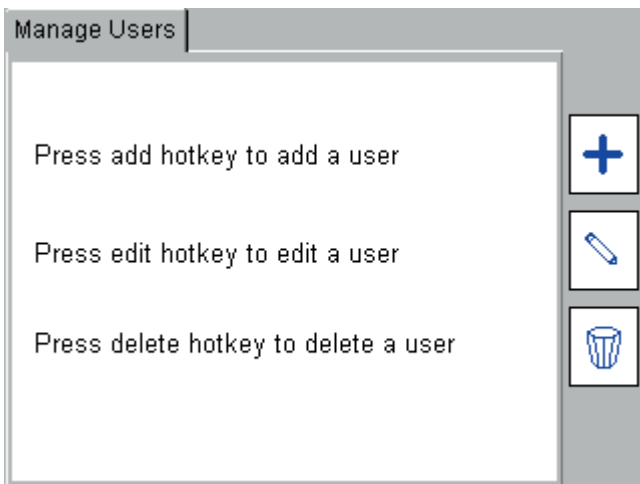 Manage Users
Press add hotkey to add a user
Press edit hotkey to edit a user
Press delete hotkey to delete a user